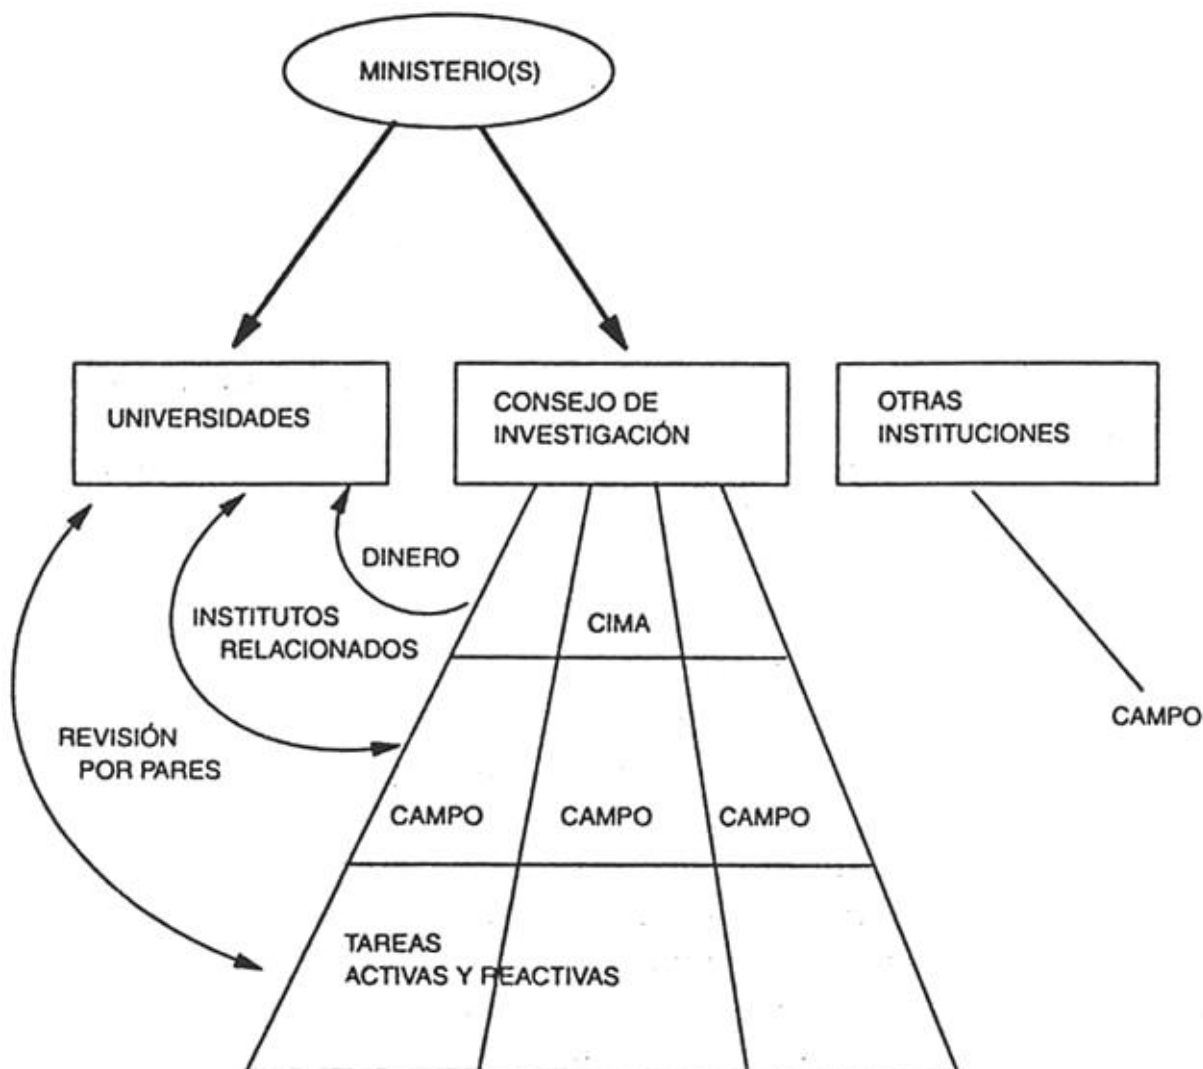 MINISTERIO(S)
UNIVERSIDADES
CONSEJO DE
INVESTIGACIÓN
OTRAS
INSTITUCIONES
DINERO
INSTITUTOS
RELACIONADOS
CIMA
REVISIÓN
POR PARES
CAMPO
CAMPO
CAMPO
CAMPO
TAREAS
ACTIVAS Y REACTIVAS